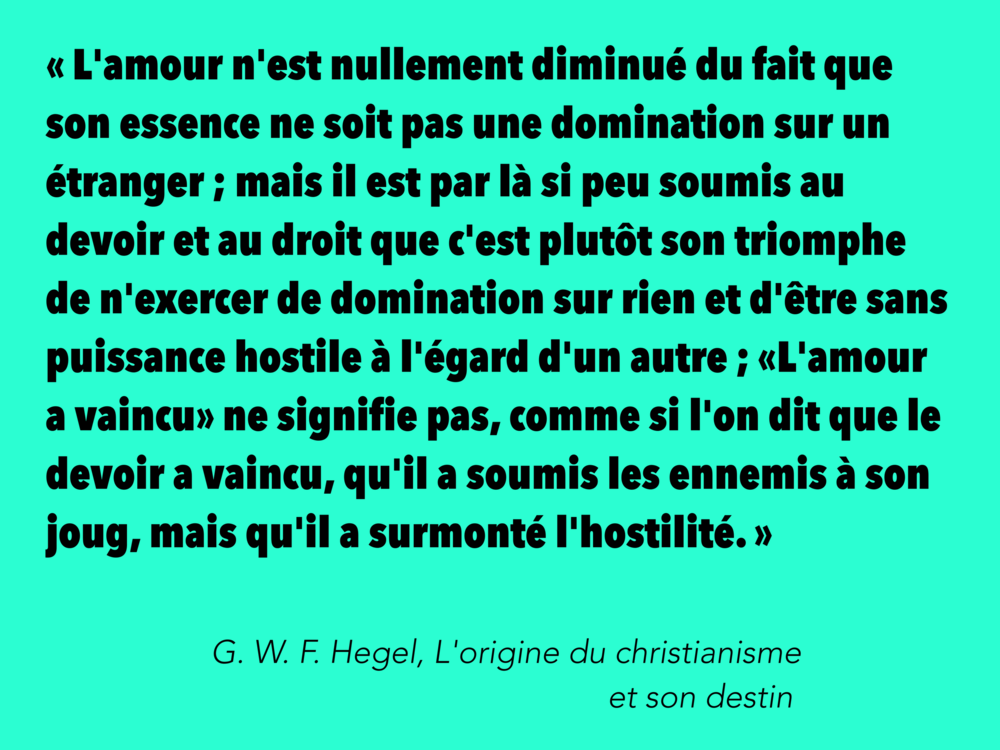 « L'amour n'est nullement diminué du fait que
son essence ne soit pas une domination sur un
étranger ; mais il est par là si peu soumis au
devoir et au droit que c'est plutôt son triomphe
de n'exercer de domination sur rien et d'être sans
puissance hostile à l'égard d'un autre ; «L'amour
a vaincu» ne signifie pas, comme si l'on dit que le
devoir a vaincu, qu'il a soumis les ennemis à son
joug, mais qu'il a surmonté l'hostilité. »
G. W. F. Hegel, L'origine du christianisme
et son destin